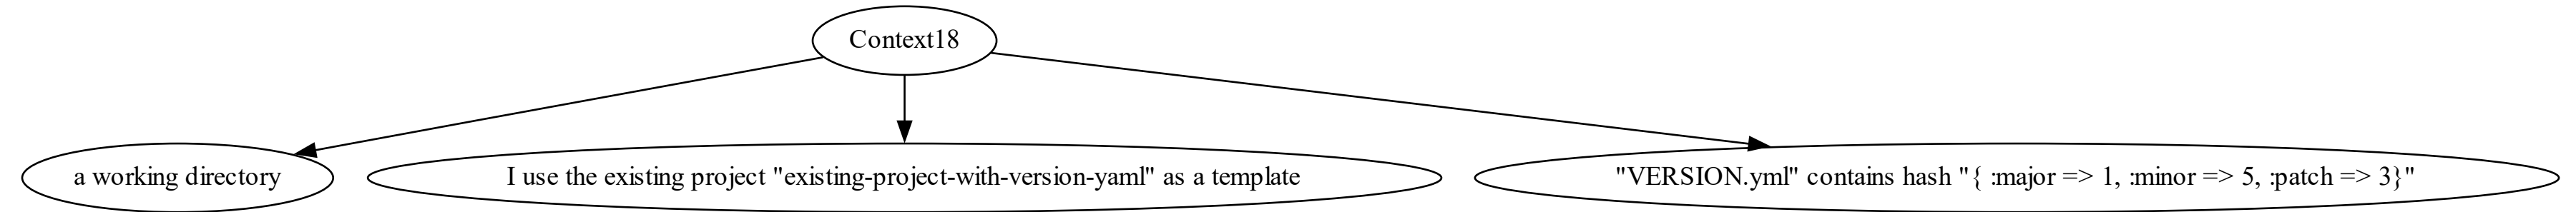 Context18
a working directory
I use the existing project "existing-project-with-version-yaml" as a template
"VERSION.yml" contains hash "{ :major => 1, :minor => 5, :patch => 3}"